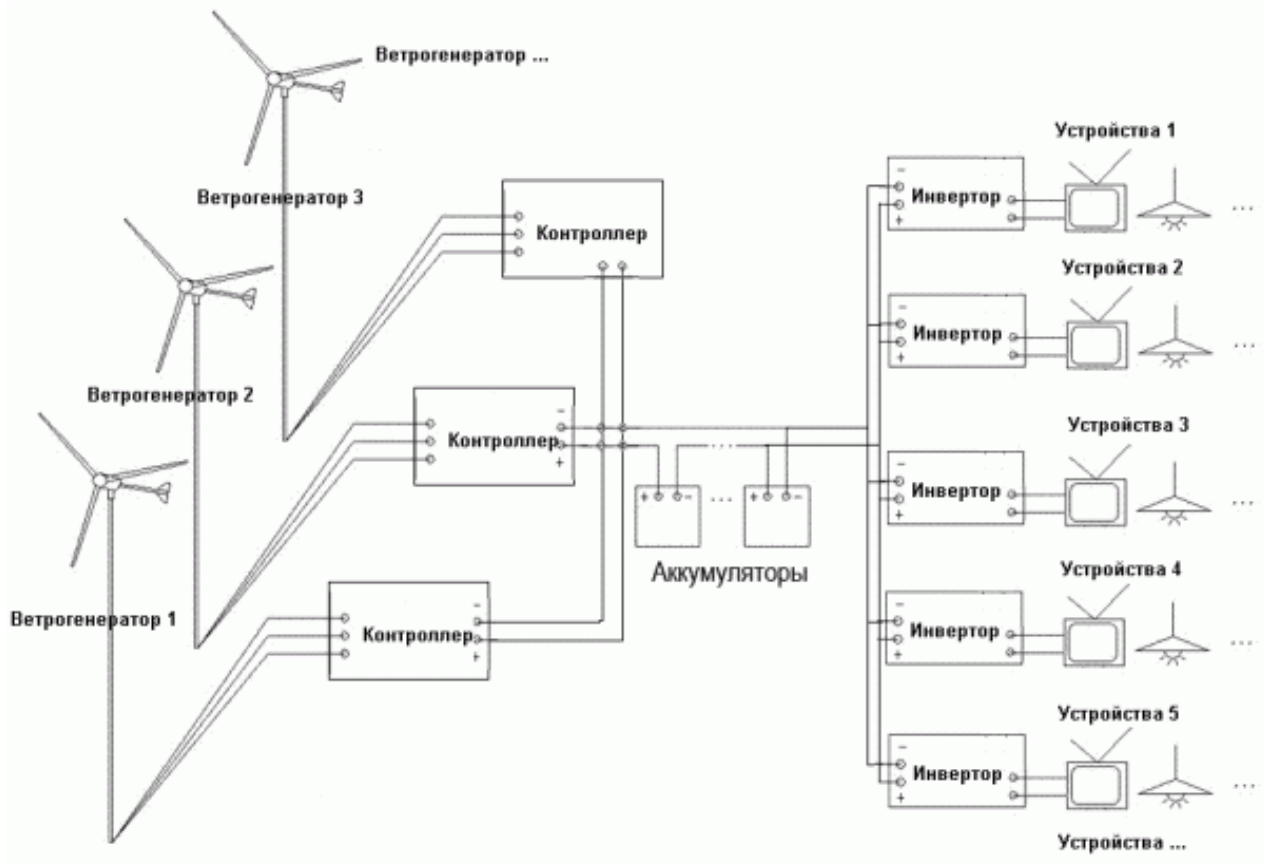 Ветрогенератор ...
Ветрогенератор 3
Ветрогенератор 2
Ветрогенератор 1
Контроллер
Контроллер
- +
Контроллер
- +
+ - ... + -
Аккумуляторы
Устройства 1
- Инвертор + ...
Устройства 2
- Инвертор + ...
Устройства 3
- Инвертор + ...
Устройства 4
- Инвертор + ...
Устройства 5
- Инвертор + ...
Устройства ...